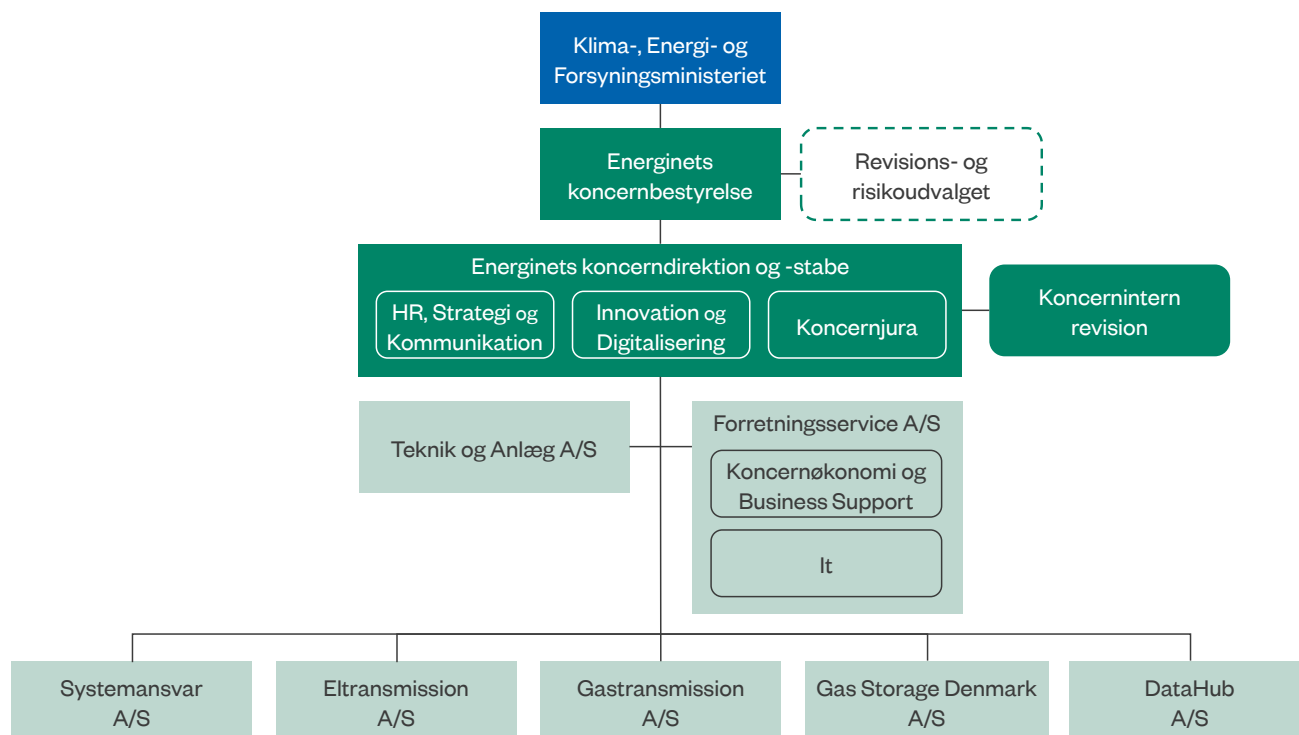 Klima-, Energi- og
Forsyningsministeriet
Energinets
koncernbestyrelse
Revisions- og
risikoudvalget
Energinets koncerndirektion og -stabe
HR, Strategi og
Kommunikation
Innovation og
Digitalisering
Koncernjura
Koncernintern
revision
Teknik og Anlæg A/S
Forretningsservice A/S
Koncernøkonomi og
Business Support
It
Systemansvar
A/S
Eltransmission
A/S
Gastransmission
A/S
Gas Storage Denmark
A/S
DataHub
A/S